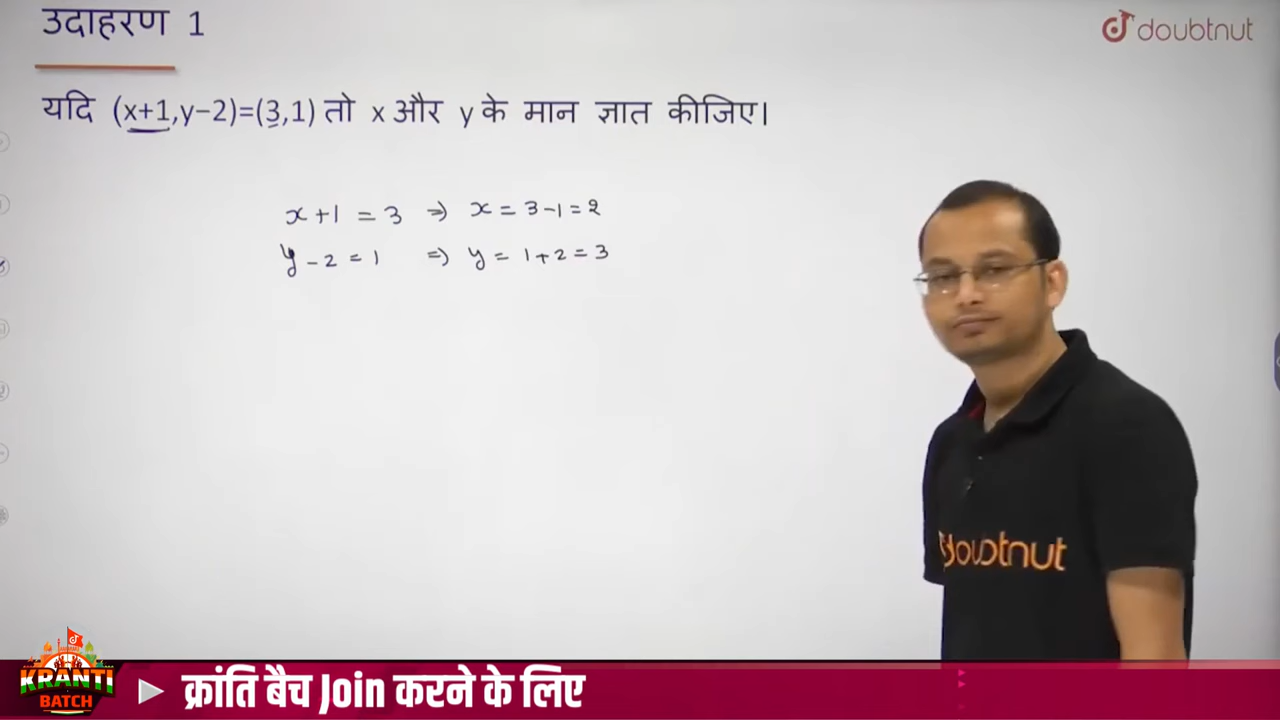 उदाहरण 1
doubtnut
यदि (x+1,y−2)=(3,1) तो x और y के मान ज्ञात कीजिए।
x+1 = 3 ⇒ x = 3-1 = 2
y-2 = 1 ⇒ y = 1+2 = 3
doubtnut
KRANTI
BATCH
क्रांति बैच Join करने के लिए